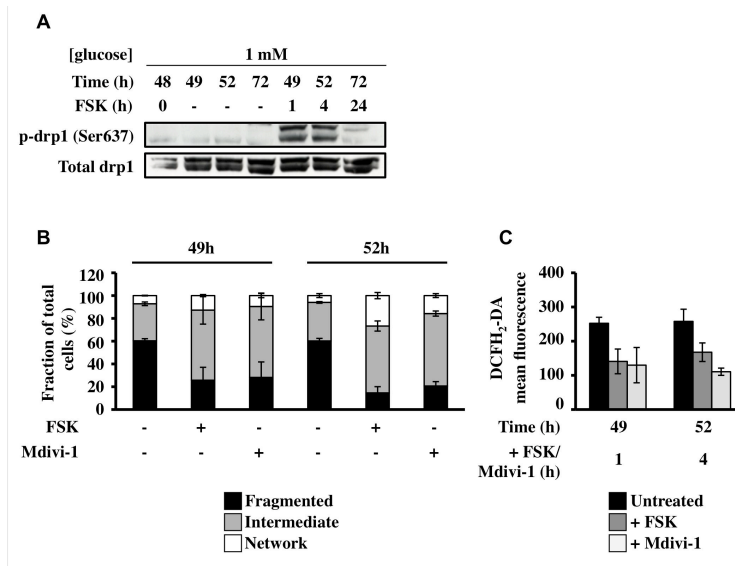 A
[glucose] 1 mM
Time (h) 48 49 52 72 49 52 72
FSK (h) 0 - - - 1 4 24
p-drp1 (Ser637)
Total drp1
B
49h 52h
Fraction of total
cells (%)
120
100
80
60
40
20
0
FSK - + - - + -
Mdivi-1 - - + - - +
Fragmented
Intermediate
Network
C
DCFH₂-DA
mean fluorescence
400
300
200
100
0
Time (h) 49 52
+ FSK/
Mdivi-1 (h) 1 4
Untreated
+ FSK
+ Mdivi-1